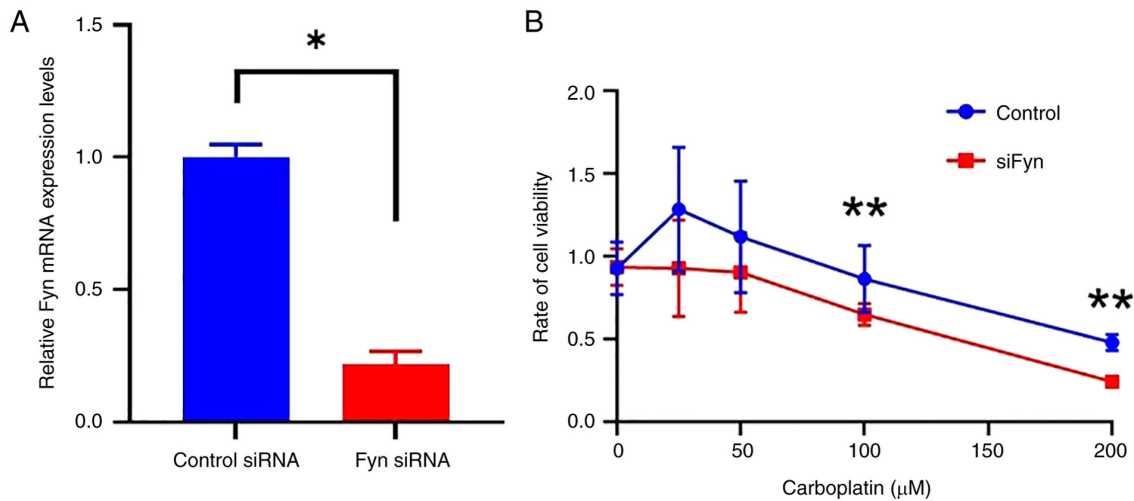 A
Relative Fyn mRNA expression levels
1.5
1.0
0.5
0.0
*
Control siRNA
Fyn siRNA
B
Rate of cell viability
2.0
1.5
1.0
0.5
0.0
Control
siFyn
**
**
0
50
100
150
200
Carboplatin (μM)